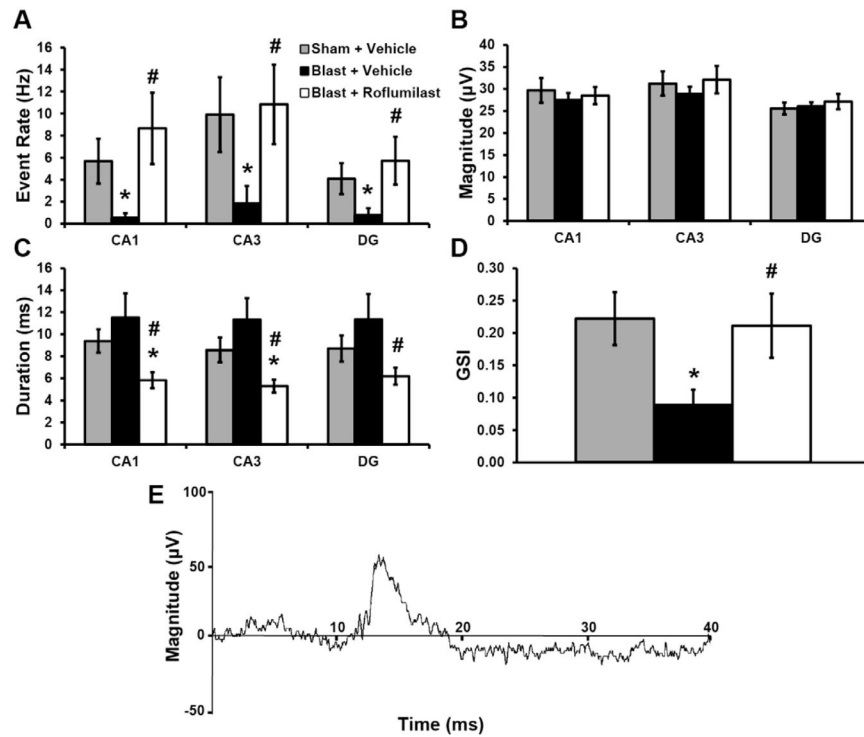 A
Event Rate (Hz)
16
14
12
10
8
6
4
2
0
#
*
#
*
#
*
Sham + Vehicle
Blast + Vehicle
Blast + Roflumilast
CA1 CA3 DG
B
Magnitude (µV)
40
35
30
25
20
15
10
5
0
CA1 CA3 DG
C
Duration (ms)
16
14
12
10
8
6
4
2
0
#
*
#
*
#
CA1 CA3 DG
D
GSI
0.30
0.25
0.20
0.15
0.10
0.05
0.00
*
#
E
Magnitude (µV)
100
50
0
-50
10 20 30 40
Time (ms)